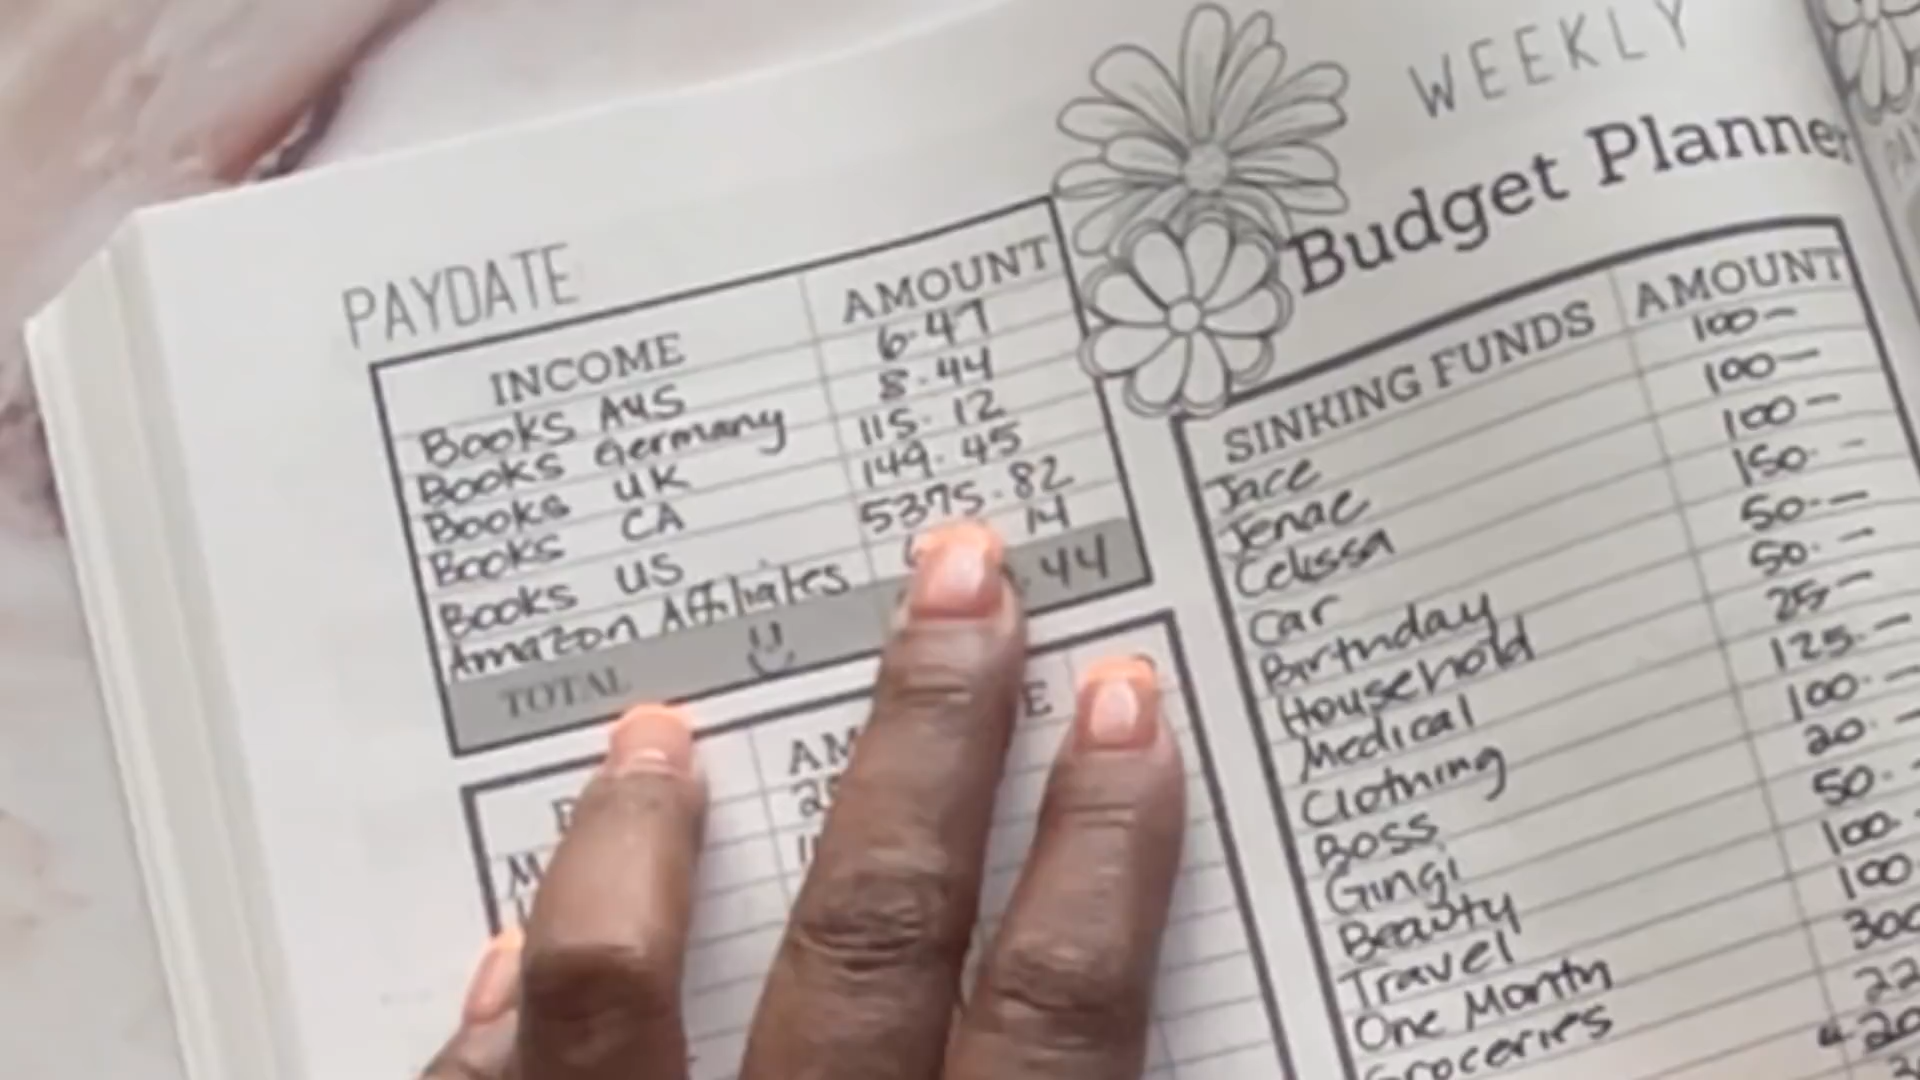 WEEKLY
Budget Planner
PAYDATE
INCOME AMOUNT
Books AUS 6.47
Books Germany 8.44
Books UK 115.12
Books CA 149.45
Books US 5375.82
Amazon Affiliates 14
TOTAL .44
SINKING FUNDS AMOUNT
Jace 100-
Jenae 100-
Celissa 100-
Car 150.-
Birthday 50.-
Household 50.-
Medical 25-
Clothing 125.-
Boss 100.-
Gingi 20.-
Beauty 50.-
Travel 100.
One Month 100
Groceries 300